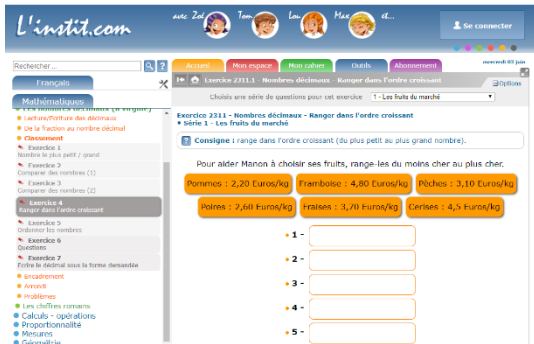 L'instit.com
avec Zoé Tom Lou Max et...
Se connecter
mercredi 03 juin
Rechercher ...
?
Accueil Mon espace Mon cahier Outils Abonnement
Français
Exercice 2311.1 - Nombres décimaux - Ranger dans l'ordre croissant
Options
Mathématiques
Choisis une série de questions pour cet exercice : 1 - Les fruits du marché
Les nombres décimaux (à virgule)
Lecture/Ecriture des décimaux
De la fraction au nombre décimal
Classement
Exercice 1
Nombre le plus petit / grand
Exercice 2
Comparer des nombres (1)
Exercice 3
Comparer des nombres (2)
Exercice 4
Ranger dans l'ordre croissant
Exercice 5
Ordonner les nombres
Exercice 6
Questions
Exercice 7
Ecrire le décimal sous la forme demandée
Encadrement
Arrondi
Problèmes
Les chiffres romains
Calculs - opérations
Proportionnalité
Mesures
Géométrie
Exercice 2311 - Nombres décimaux - Ranger dans l'ordre croissant
Série 1 - Les fruits du marché
? Consigne : range dans l'ordre croissant (du plus petit au plus grand nombre).
Pour aider Manon à choisir ses fruits, range-les du moins cher au plus cher.
Pommes : 2,20 Euros/kg Framboise : 4,80 Euros/kg Pêches : 3,10 Euros/kg
Poires : 2,60 Euros/kg Fraises : 3,70 Euros/kg Cerises : 4,5 Euros/kg
1 -
2 -
3 -
4 -
5 -